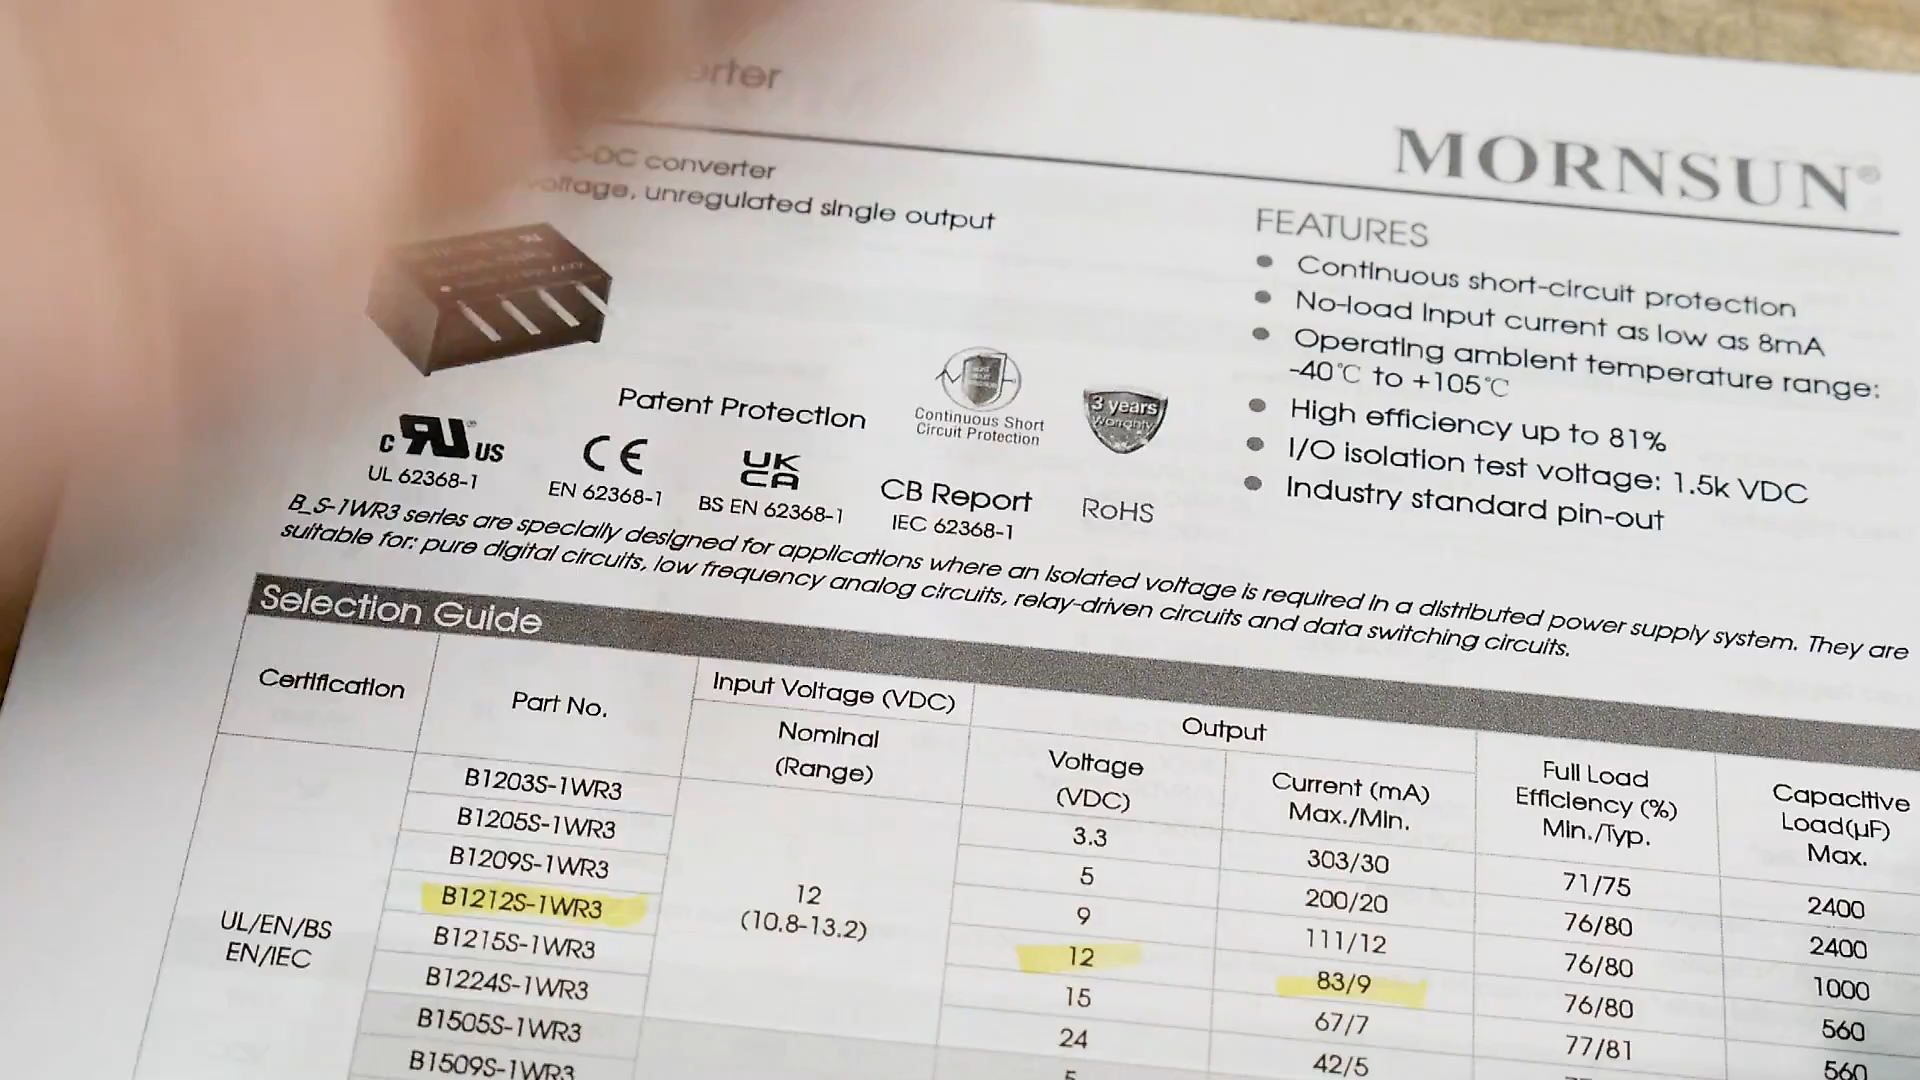 erter
MORNSUN®
C-DC converter
voltage, unregulated single output
FEATURES
Continuous short-circuit protection
No-load input current as low as 8mA
Operating ambient temperature range:
-40℃ to +105℃
High efficiency up to 81%
I/O isolation test voltage: 1.5k VDC
Industry standard pin-out
Patent Protection
Continuous Short
Circuit Protection
3 years
Warranty
C RU US
UL 62368-1
CE
EN 62368-1
UK
CA
BS EN 62368-1
CB Report
IEC 62368-1
RoHS
B_S-1WR3 series are specially designed for applications where an isolated voltage is required in a distributed power supply system. They are
suitable for: pure digital circuits, low frequency analog circuits, relay-driven circuits and data switching circuits.
Selection Guide
Certification Part No. Input Voltage (VDC) Output Full Load Efficiency (%) Min./Typ. Capacitive Load(µF) Max.
Nominal (Range) Voltage (VDC) Current (mA) Max./Min.
UL/EN/BS
EN/IEC
12
(10.8-13.2)
B1203S-1WR3 3.3 303/30 71/75 2400
B1205S-1WR3 5 200/20 76/80 2400
B1209S-1WR3 9 111/12 76/80 1000
B1212S-1WR3 12 83/9 76/80 560
B1215S-1WR3 15 67/7 77/81 560
B1224S-1WR3 24 42/5
B1505S-1WR3 5
B1509S-1WR3